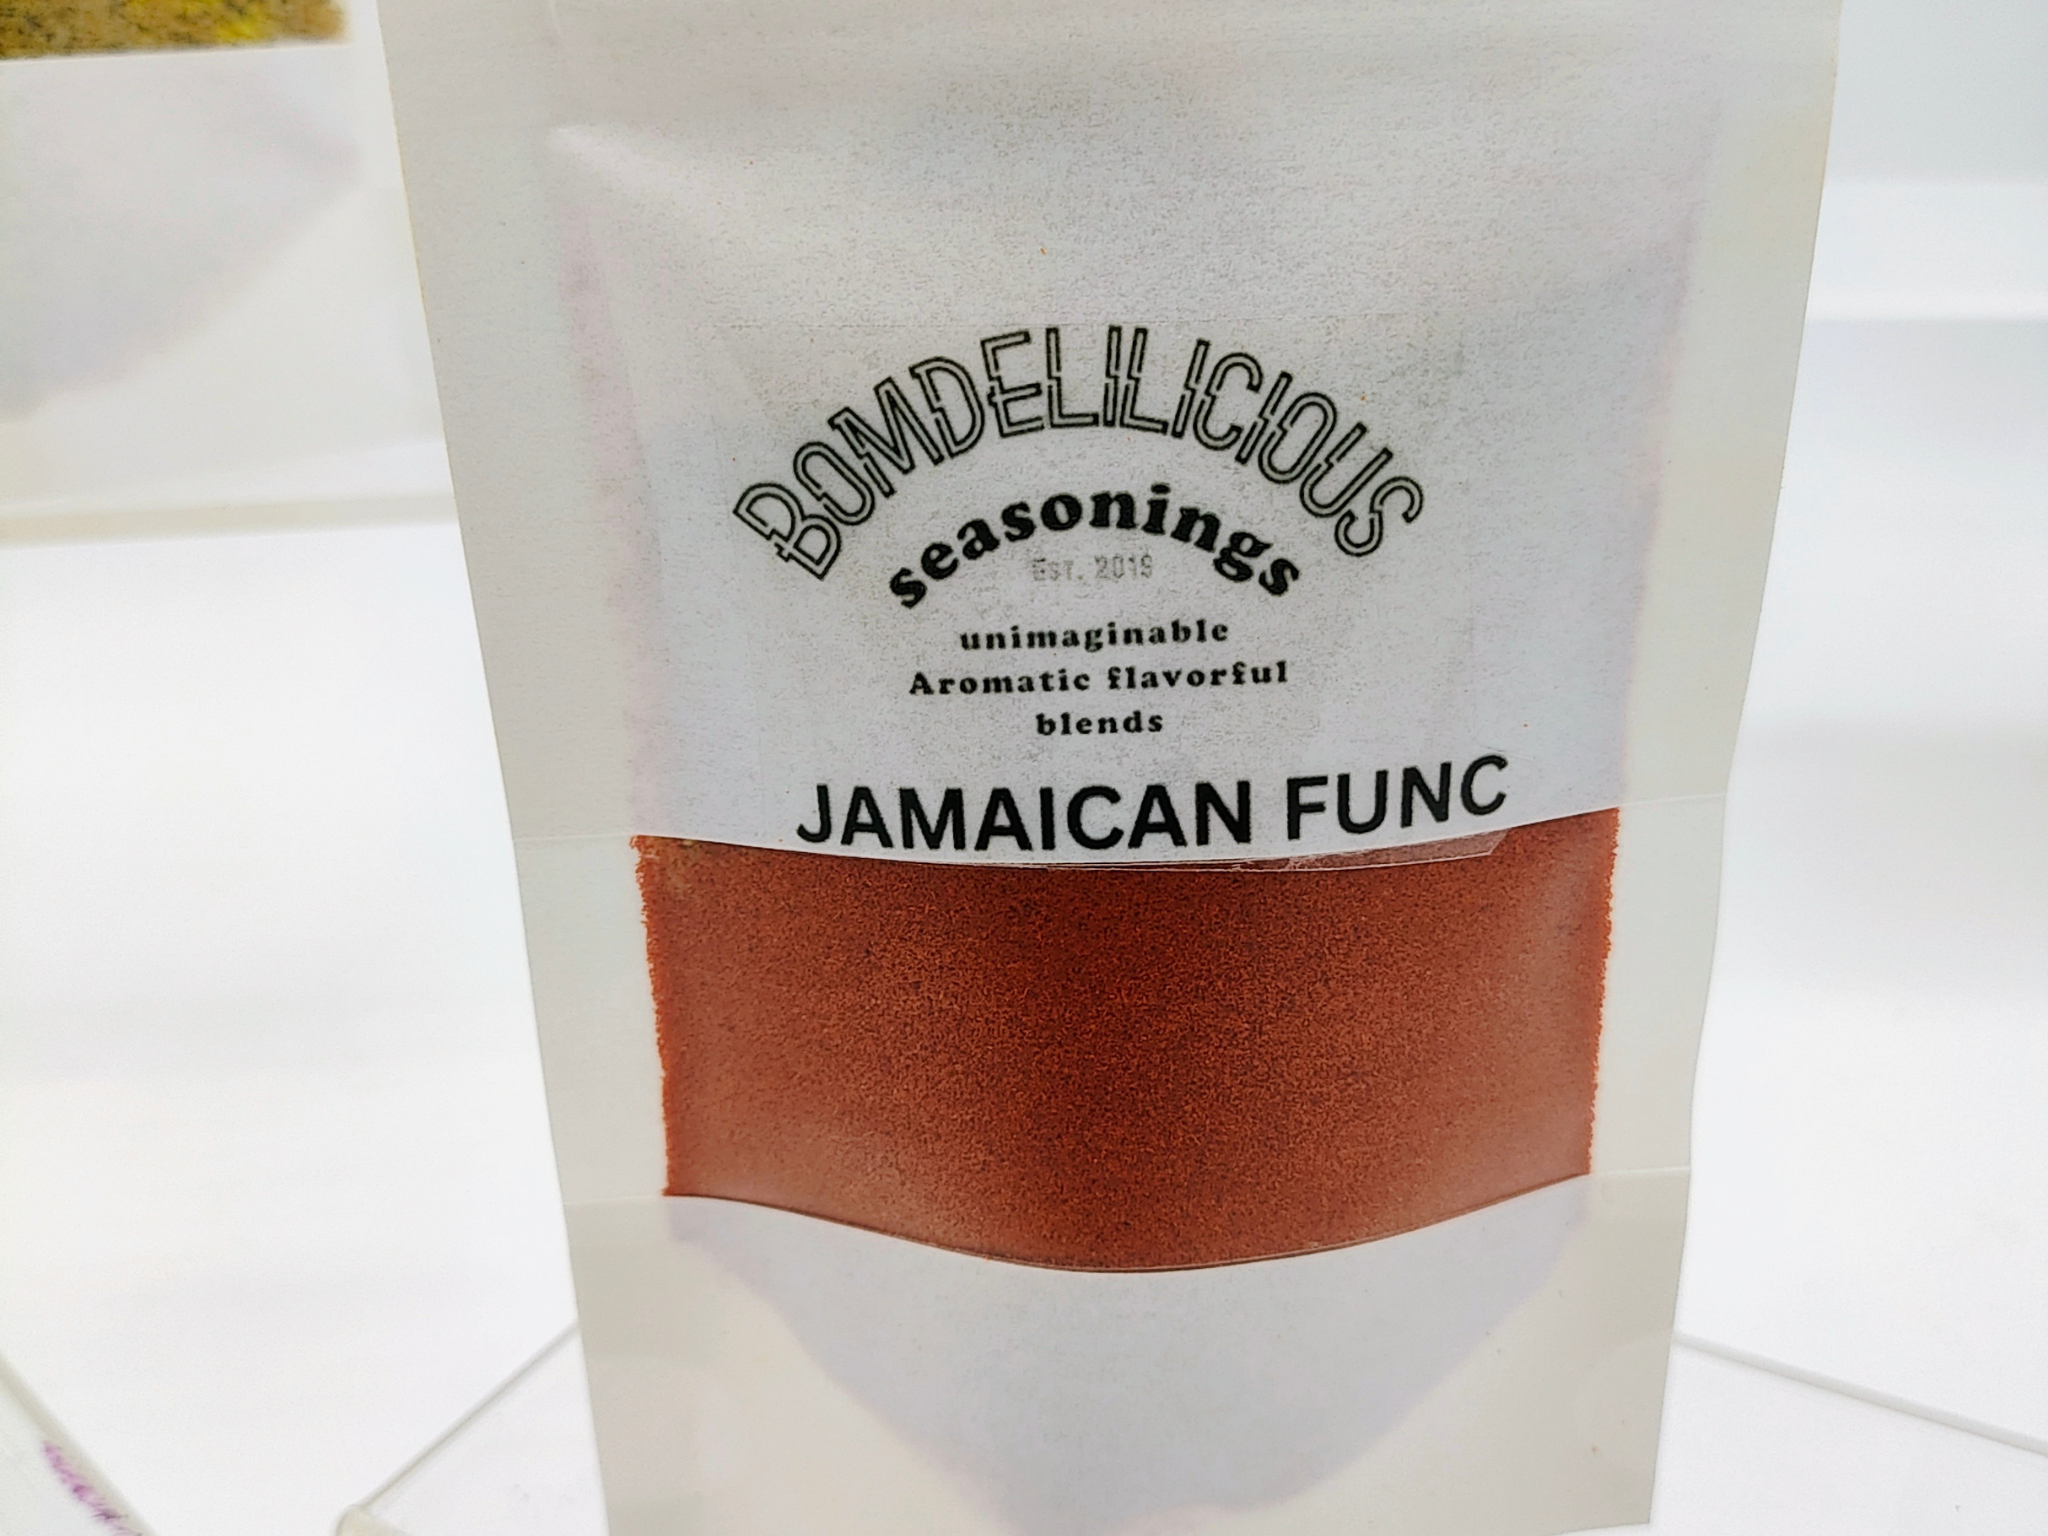 BOMDELILICIOUS
seasonings
EST. 2019
unimaginable
Aromatic flavorful
blends
JAMAICAN FUNC